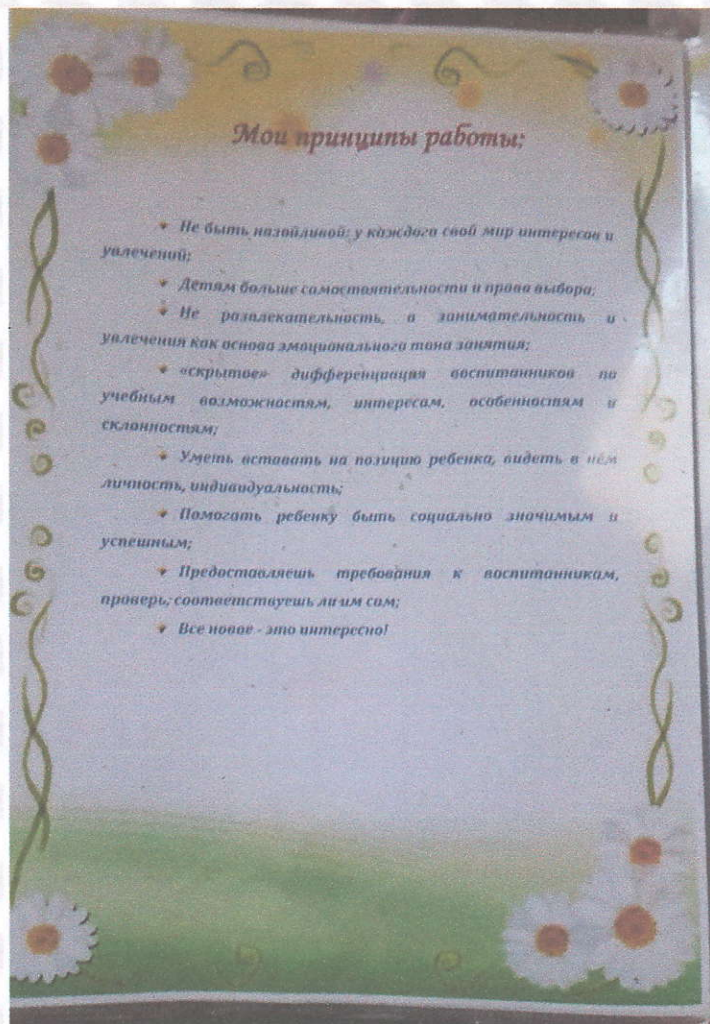 Мои принципы работы:
Не быть назойливой: у каждого свой мир интересов и
увлечений;
Детям больше самостоятельности и права выбора;
Не развлекательность, а занимательность и
увлечения как основа эмоционального тона занятия;
«скрытое» дифференциация воспитанников по
учебным возможностям, интересам, особенностям и
склонностям;
Уметь вставать на позицию ребенка, видеть в нём
личность, индивидуальность;
Помогать ребенку быть социально значимым и
успешным;
Предоставляешь требования к воспитанникам,
проверь; соответствуешь ли им сам;
Все новое - это интересно!